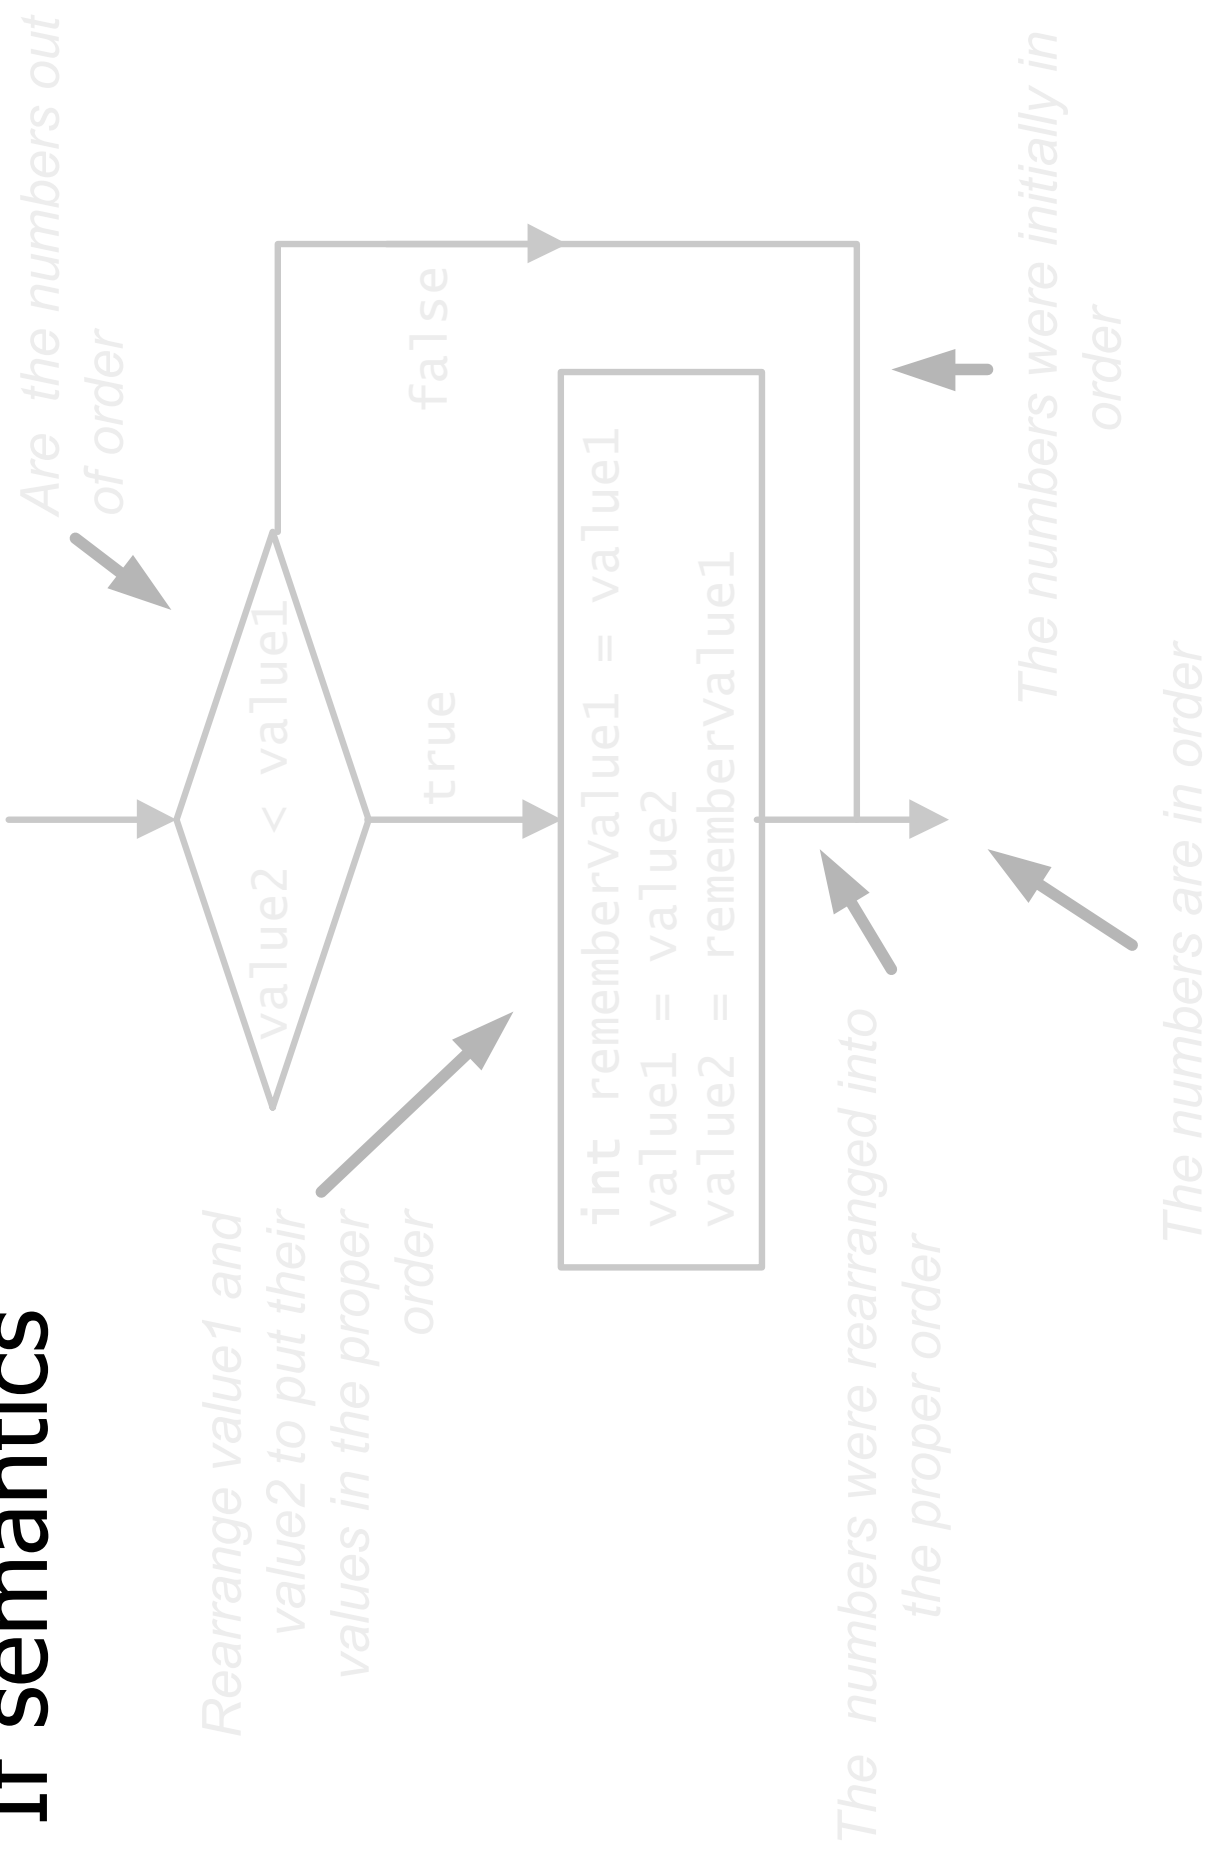 If semantics
Are the numbers out
of order
value2 < value1
Rearrange value1 and
value2 to put their
values in the proper
order
true
false
int rememberValue1 = value1
value1 = value2
value2 = rememberValue1
The numbers were rearranged into
the proper order
The numbers were initially in
order
The numbers are in order